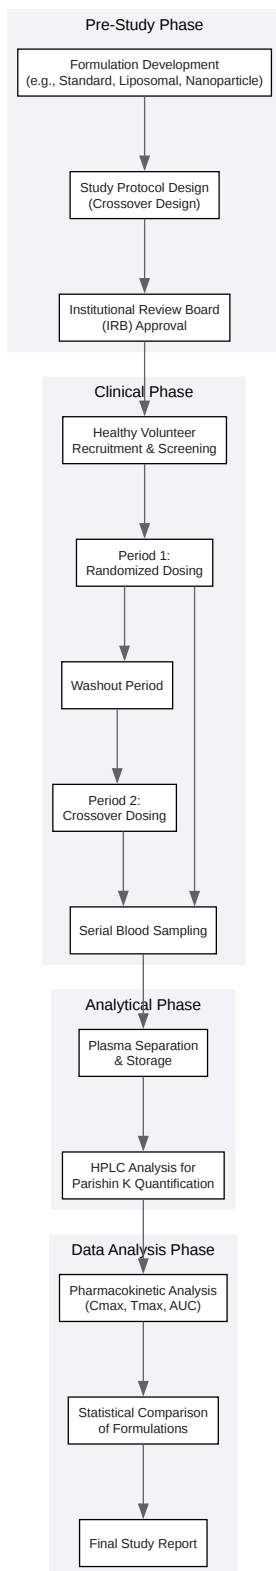 Pre-Study Phase
Formulation Development
(e.g., Standard, Liposomal, Nanoparticle)
Study Protocol Design
(Crossover Design)
Institutional Review Board
(IRB) Approval
Clinical Phase
Healthy Volunteer
Recruitment & Screening
Period 1:
Randomized Dosing
Washout Period
Period 2:
Crossover Dosing
Serial Blood Sampling
Analytical Phase
Plasma Separation
& Storage
HPLC Analysis for
Parishin K Quantification
Data Analysis Phase
Pharmacokinetic Analysis
(Cmax, Tmax, AUC)
Statistical Comparison
of Formulations
Final Study Report